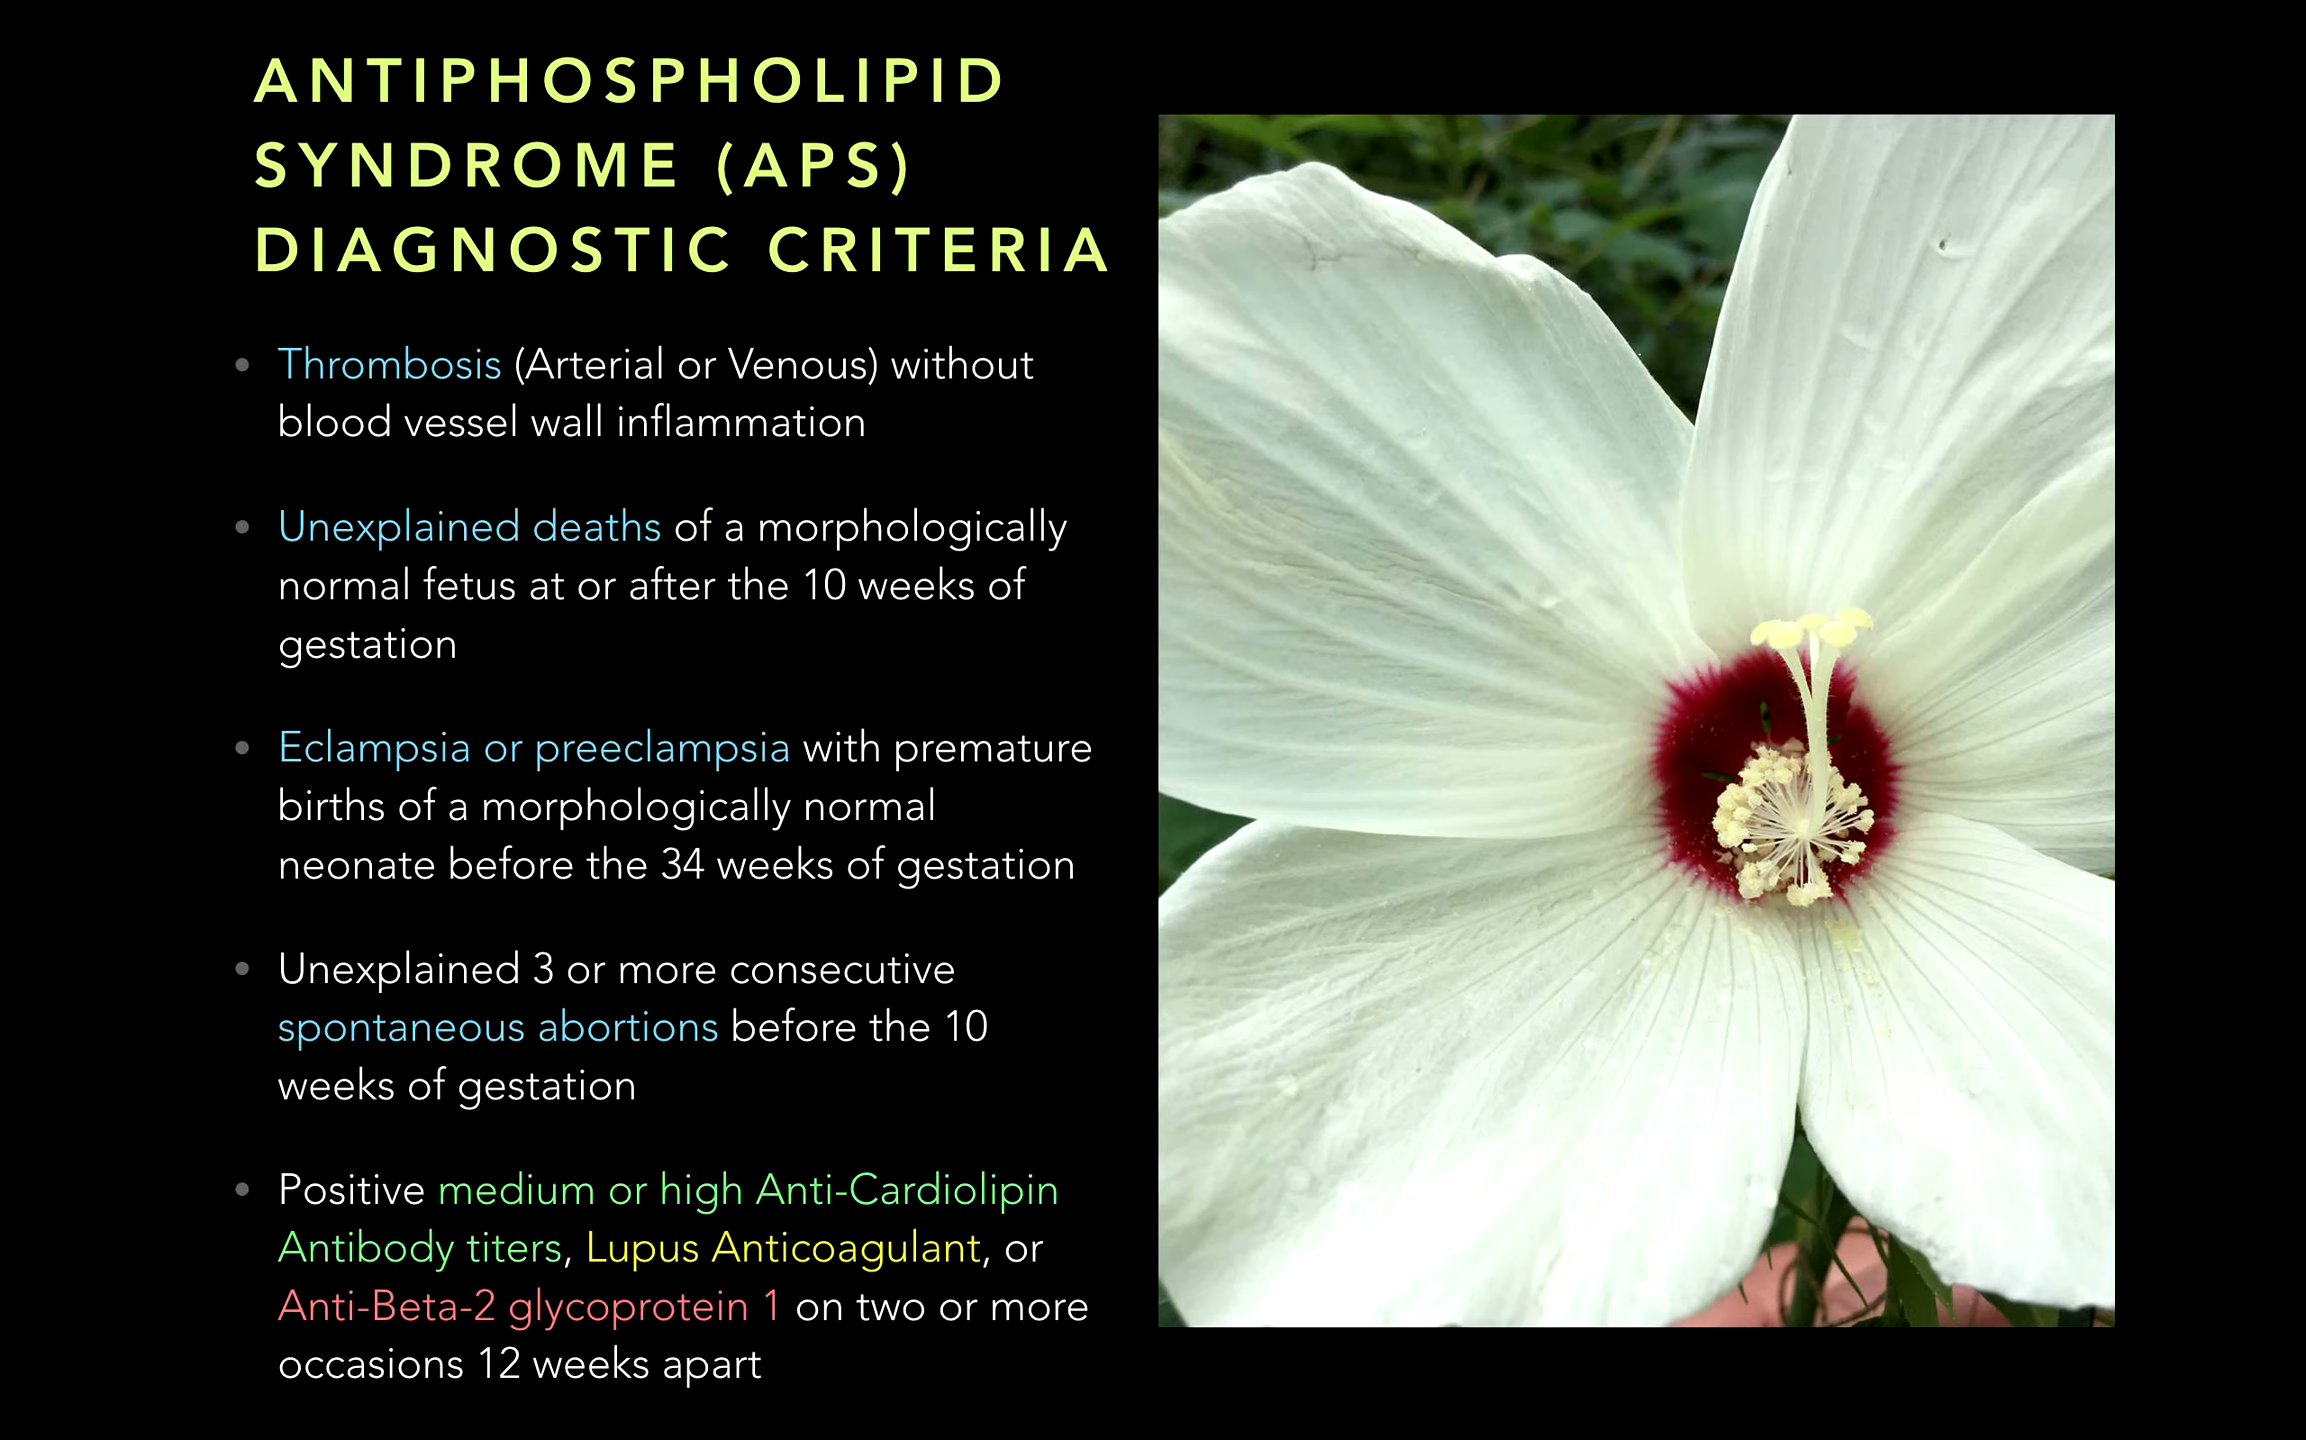 ANTIPHOSPHOLIPID
SYNDROME (APS)
DIAGNOSTIC CRITERIA
• Thrombosis (Arterial or Venous) without
blood vessel wall inflammation
• Unexplained deaths of a morphologically
normal fetus at or after the 10 weeks of
gestation
• Eclampsia or preeclampsia with premature
births of a morphologically normal
neonate before the 34 weeks of gestation
• Unexplained 3 or more consecutive
spontaneous abortions before the 10
weeks of gestation
• Positive medium or high Anti-Cardiolipin
Antibody titers, Lupus Anticoagulant, or
Anti-Beta-2 glycoprotein 1 on two or more
occasions 12 weeks apart